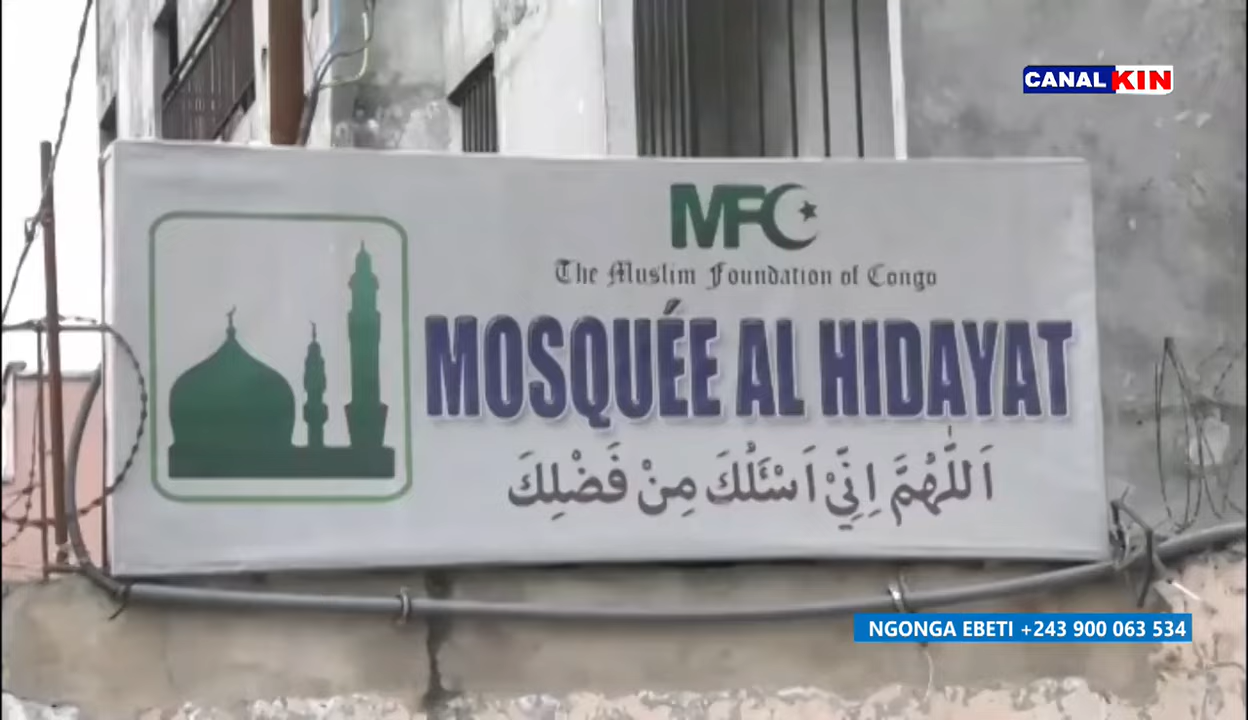 CANAL KIN
MFC
The Muslim Foundation of Congo
MOSQUÉE AL HIDAYAT
اَللّٰهُمَّ اِنِّيْ اَسْئَلُكَ مِنْ فَضْلِكَ
NGONGA EBETI +243 900 063 534